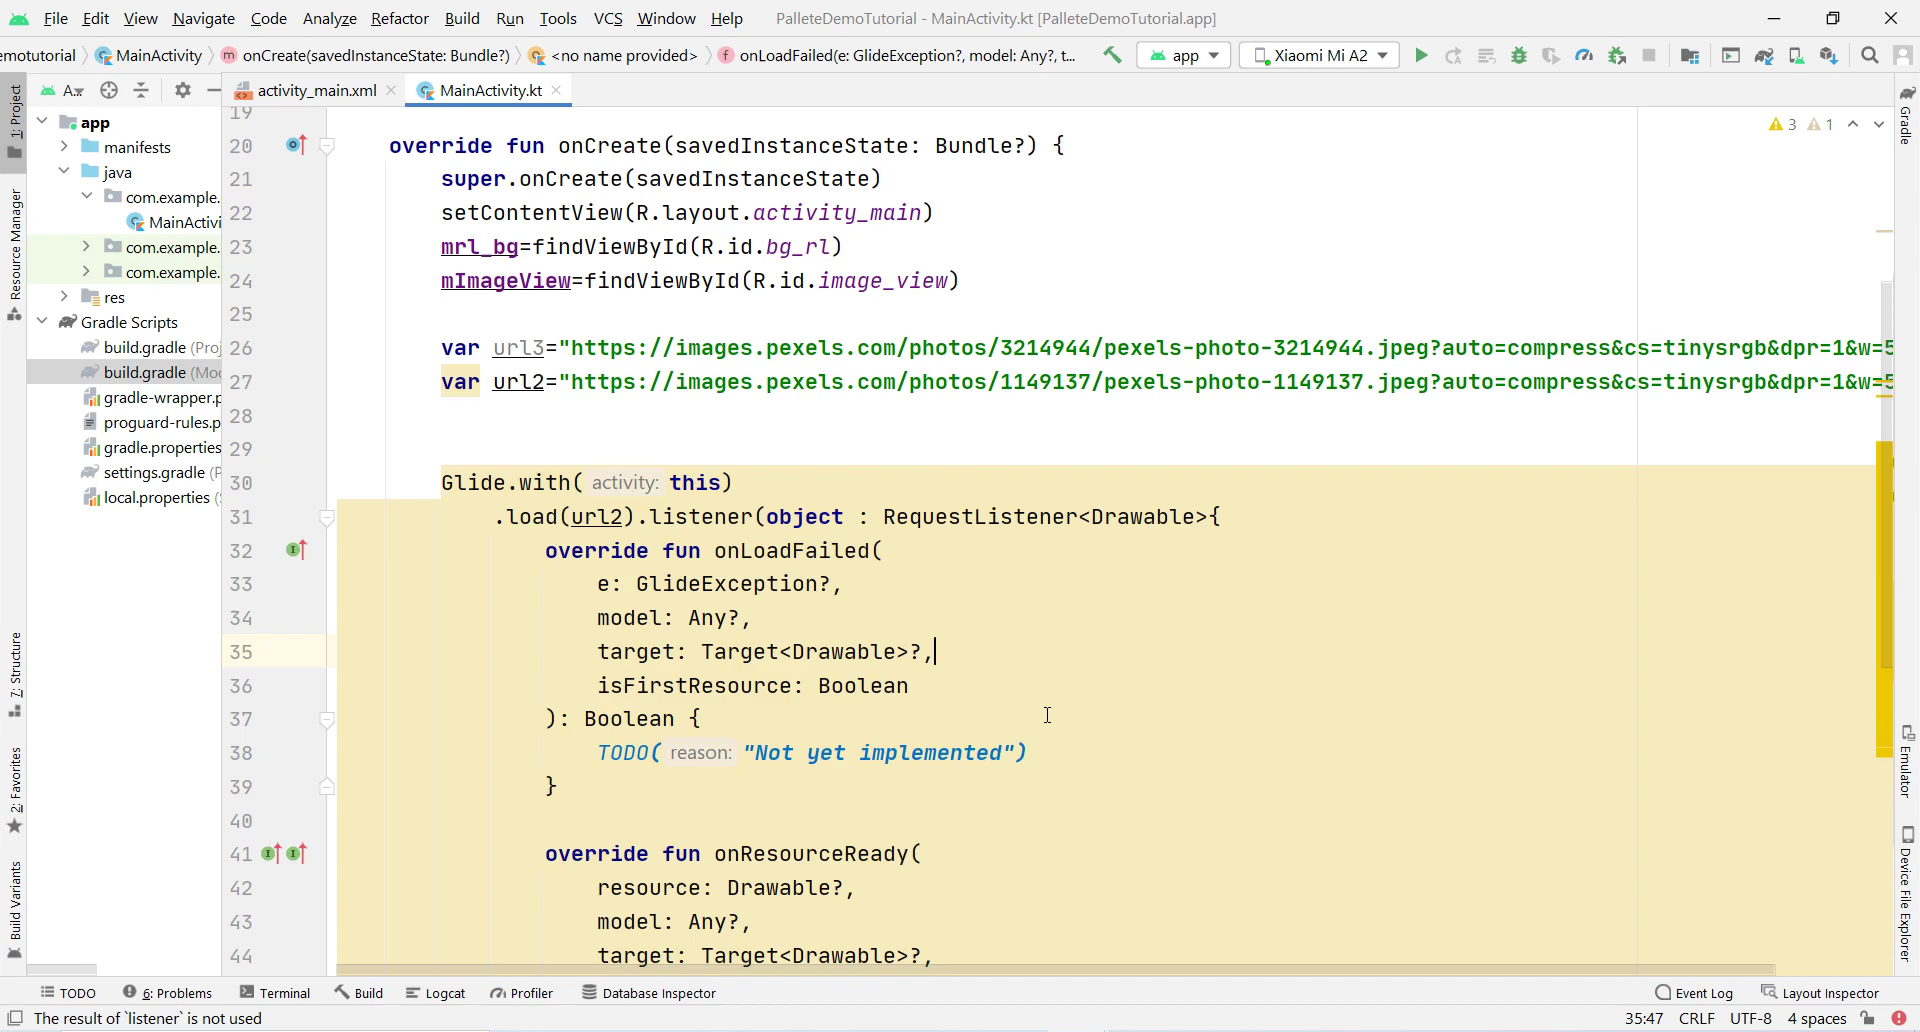 File Edit View Navigate Code Analyze Refactor Build Run Tools VCS Window Help PalleteDemoTutorial - MainActivity.kt [PalleteDemoTutorial.app]
emotutorial MainActivity onCreate(savedInstanceState: Bundle?) <no name provided> onLoadFailed(e: GlideException?, model: Any?, t... app Xiaomi Mi A2
A.. activity_main.xml MainActivity.kt
1: Project
Resource Manager
7: Structure
2: Favorites
Build Variants
app
manifests
java
com.example.
MainActivi
com.example.
com.example.
res
Gradle Scripts
build.gradle (Proj
build.gradle (Mod
gradle-wrapper.p
proguard-rules.p
gradle.properties
settings.gradle (P
local.properties (
3 1
19
20 override fun onCreate(savedInstanceState: Bundle?) {
21 super.onCreate(savedInstanceState)
22 setContentView(R.layout.activity_main)
23 mrl_bg=findViewById(R.id.bg_rl)
24 mImageView=findViewById(R.id.image_view)
25
26 var url3="https://images.pexels.com/photos/3214944/pexels-photo-3214944.jpeg?auto=compress&cs=tinysrgb&dpr=1&w=5
27 var url2="https://images.pexels.com/photos/1149137/pexels-photo-1149137.jpeg?auto=compress&cs=tinysrgb&dpr=1&w=5
28
29
30 Glide.with( activity: this)
31 .load(url2).listener(object : RequestListener<Drawable>{
32 override fun onLoadFailed(
33 e: GlideException?,
34 model: Any?,
35 target: Target<Drawable>?,
36 isFirstResource: Boolean
37 ): Boolean {
38 TODO( reason: "Not yet implemented")
39 }
40
41 override fun onResourceReady(
42 resource: Drawable?,
43 model: Any?,
44 target: Target<Drawable>?,
Gradle
Emulator
Device File Explorer
TODO 6: Problems Terminal Build Logcat Profiler Database Inspector Event Log Layout Inspector
The result of `listener` is not used 35:47 CRLF UTF-8 4 spaces